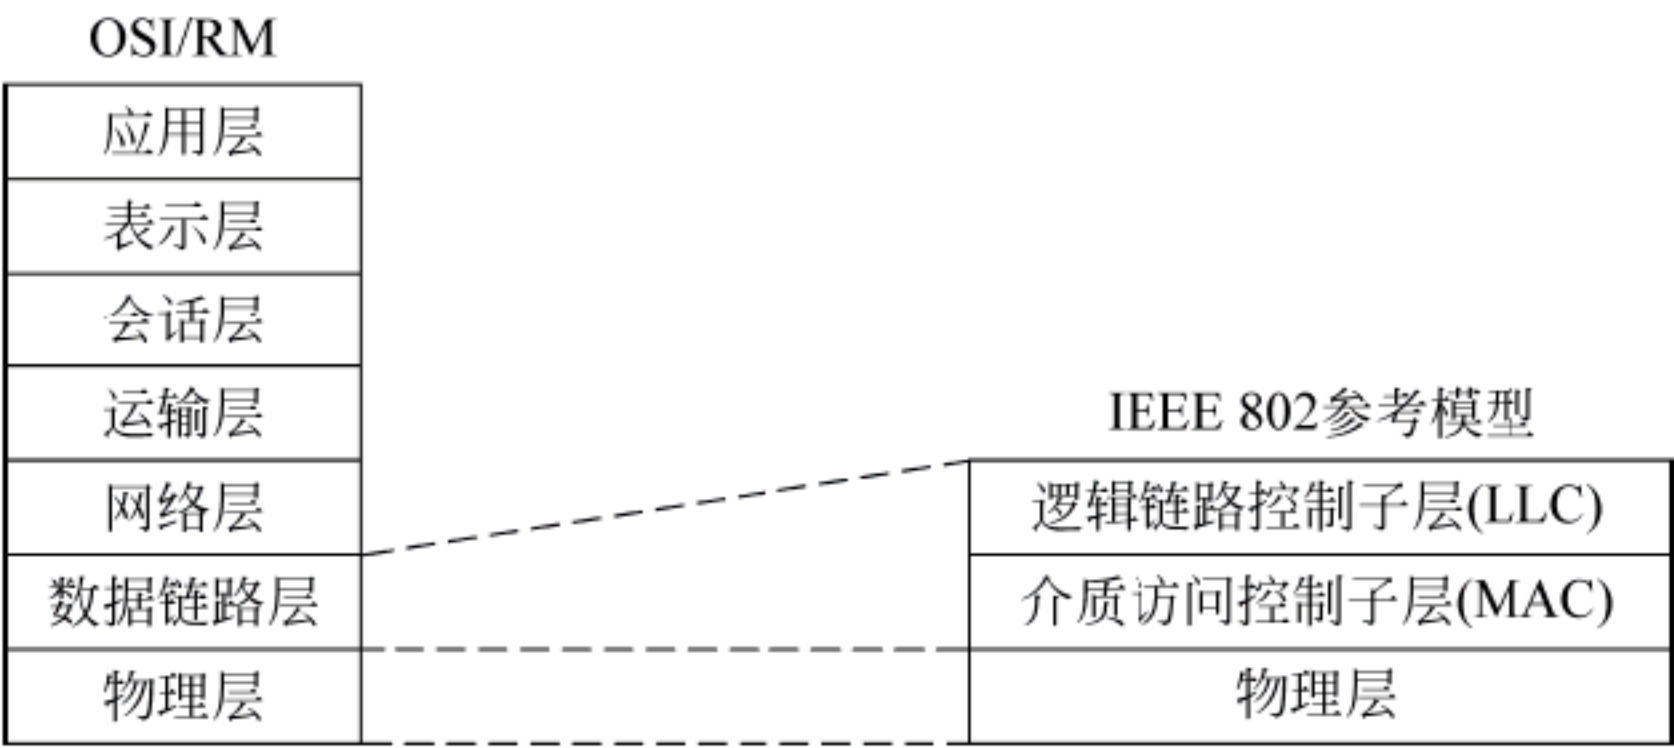 OSI/RM
应用层
表示层
会话层
运输层
网络层
数据链路层
物理层
IEEE 802参考模型
逻辑链路控制子层(LLC)
介质访问控制子层(MAC)
物理层